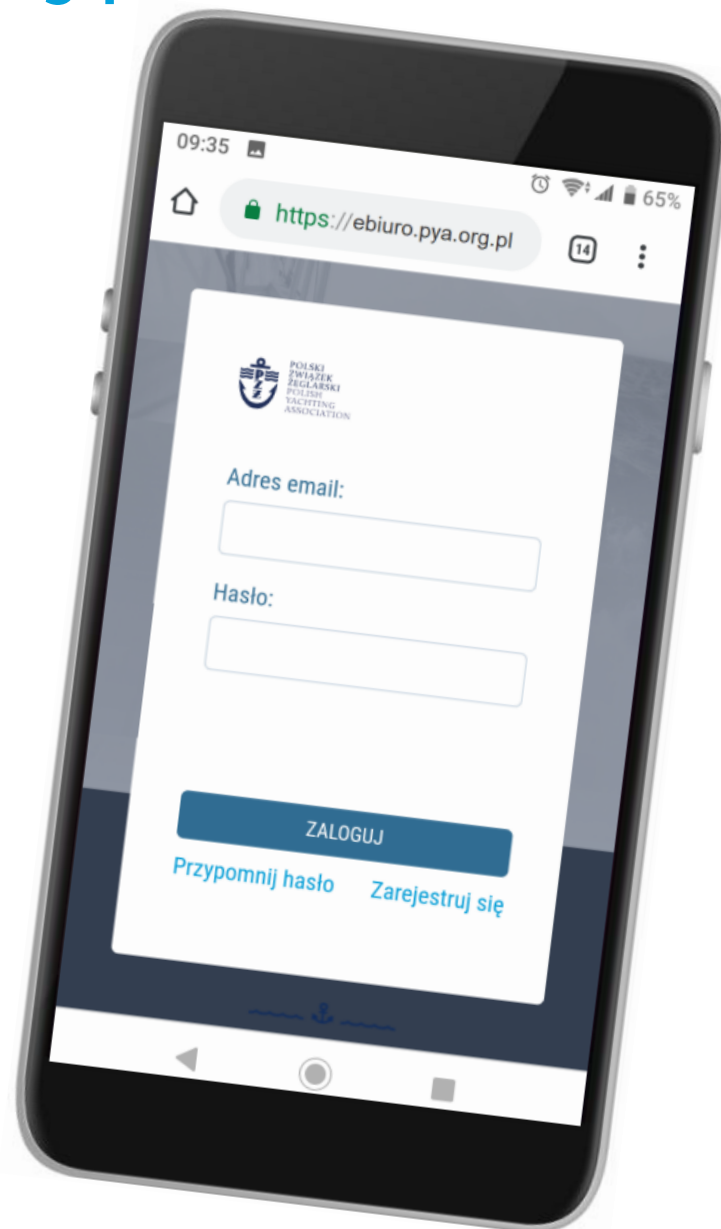 09:35
65%
https://ebiuro.pya.org.pl
14
PZŻ
POLSKI
ZWIĄZEK
ŻEGLARSKI
POLISH
YACHTING
ASSOCIATION
Adres email:
Hasło:
ZALOGUJ
Przypomnij hasło Zarejestruj się